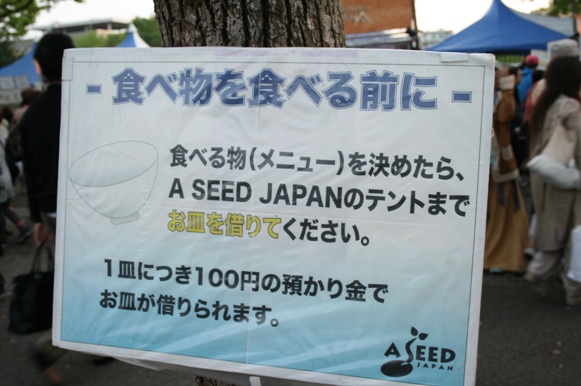 - 食べ物を食べる前に -
食べる物(メニュー)を決めたら、
A SEED JAPANのテントまで
お皿を借りてください。
1皿につき100円の預かり金で
お皿が借りられます。
A SEED
JAPAN